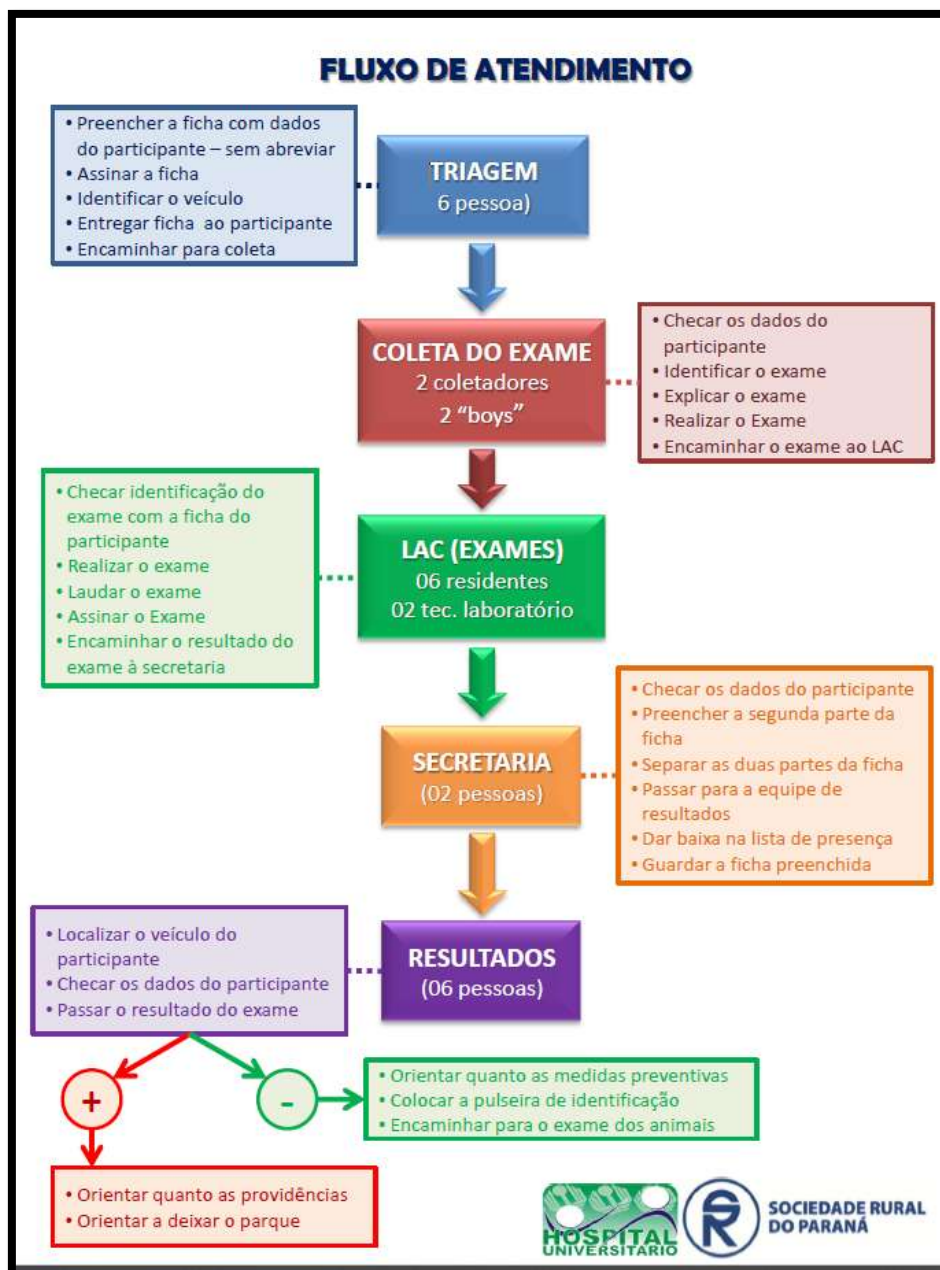 FLUXO DE ATENDIMENTO
• Preencher a ficha com dados
do participante – sem abreviar
• Assinar a ficha
• Identificar o veículo
• Entregar ficha ao participante
• Encaminhar para coleta
TRIAGEM
6 pessoa)
COLETA DO EXAME
2 coletadores
2 “boys”
• Checar os dados do
participante
• Identificar o exame
• Explicar o exame
• Realizar o Exame
• Encaminhar o exame ao LAC
• Checar identificação do
exame com a ficha do
participante
• Realizar o exame
• Laudar o exame
• Assinar o Exame
• Encaminhar o resultado do
exame à secretaria
LAC (EXAMES)
06 residentes
02 tec. laboratório
SECRETARIA
(02 pessoas)
• Checar os dados do participante
• Preencher a segunda parte da
ficha
• Separar as duas partes da ficha
• Passar para a equipe de
resultados
• Dar baixa na lista de presença
• Guardar a ficha preenchida
• Localizar o veículo do
participante
• Checar os dados do participante
• Passar o resultado do exame
RESULTADOS
(06 pessoas)
+
-
• Orientar quanto as medidas preventivas
• Colocar a pulseira de identificação
• Encaminhar para o exame dos animais
• Orientar quanto as providências
• Orientar a deixar o parque
HOSPITAL
UNIVERSITÁRIO
SR
SOCIEDADE RURAL
DO PARANÁ